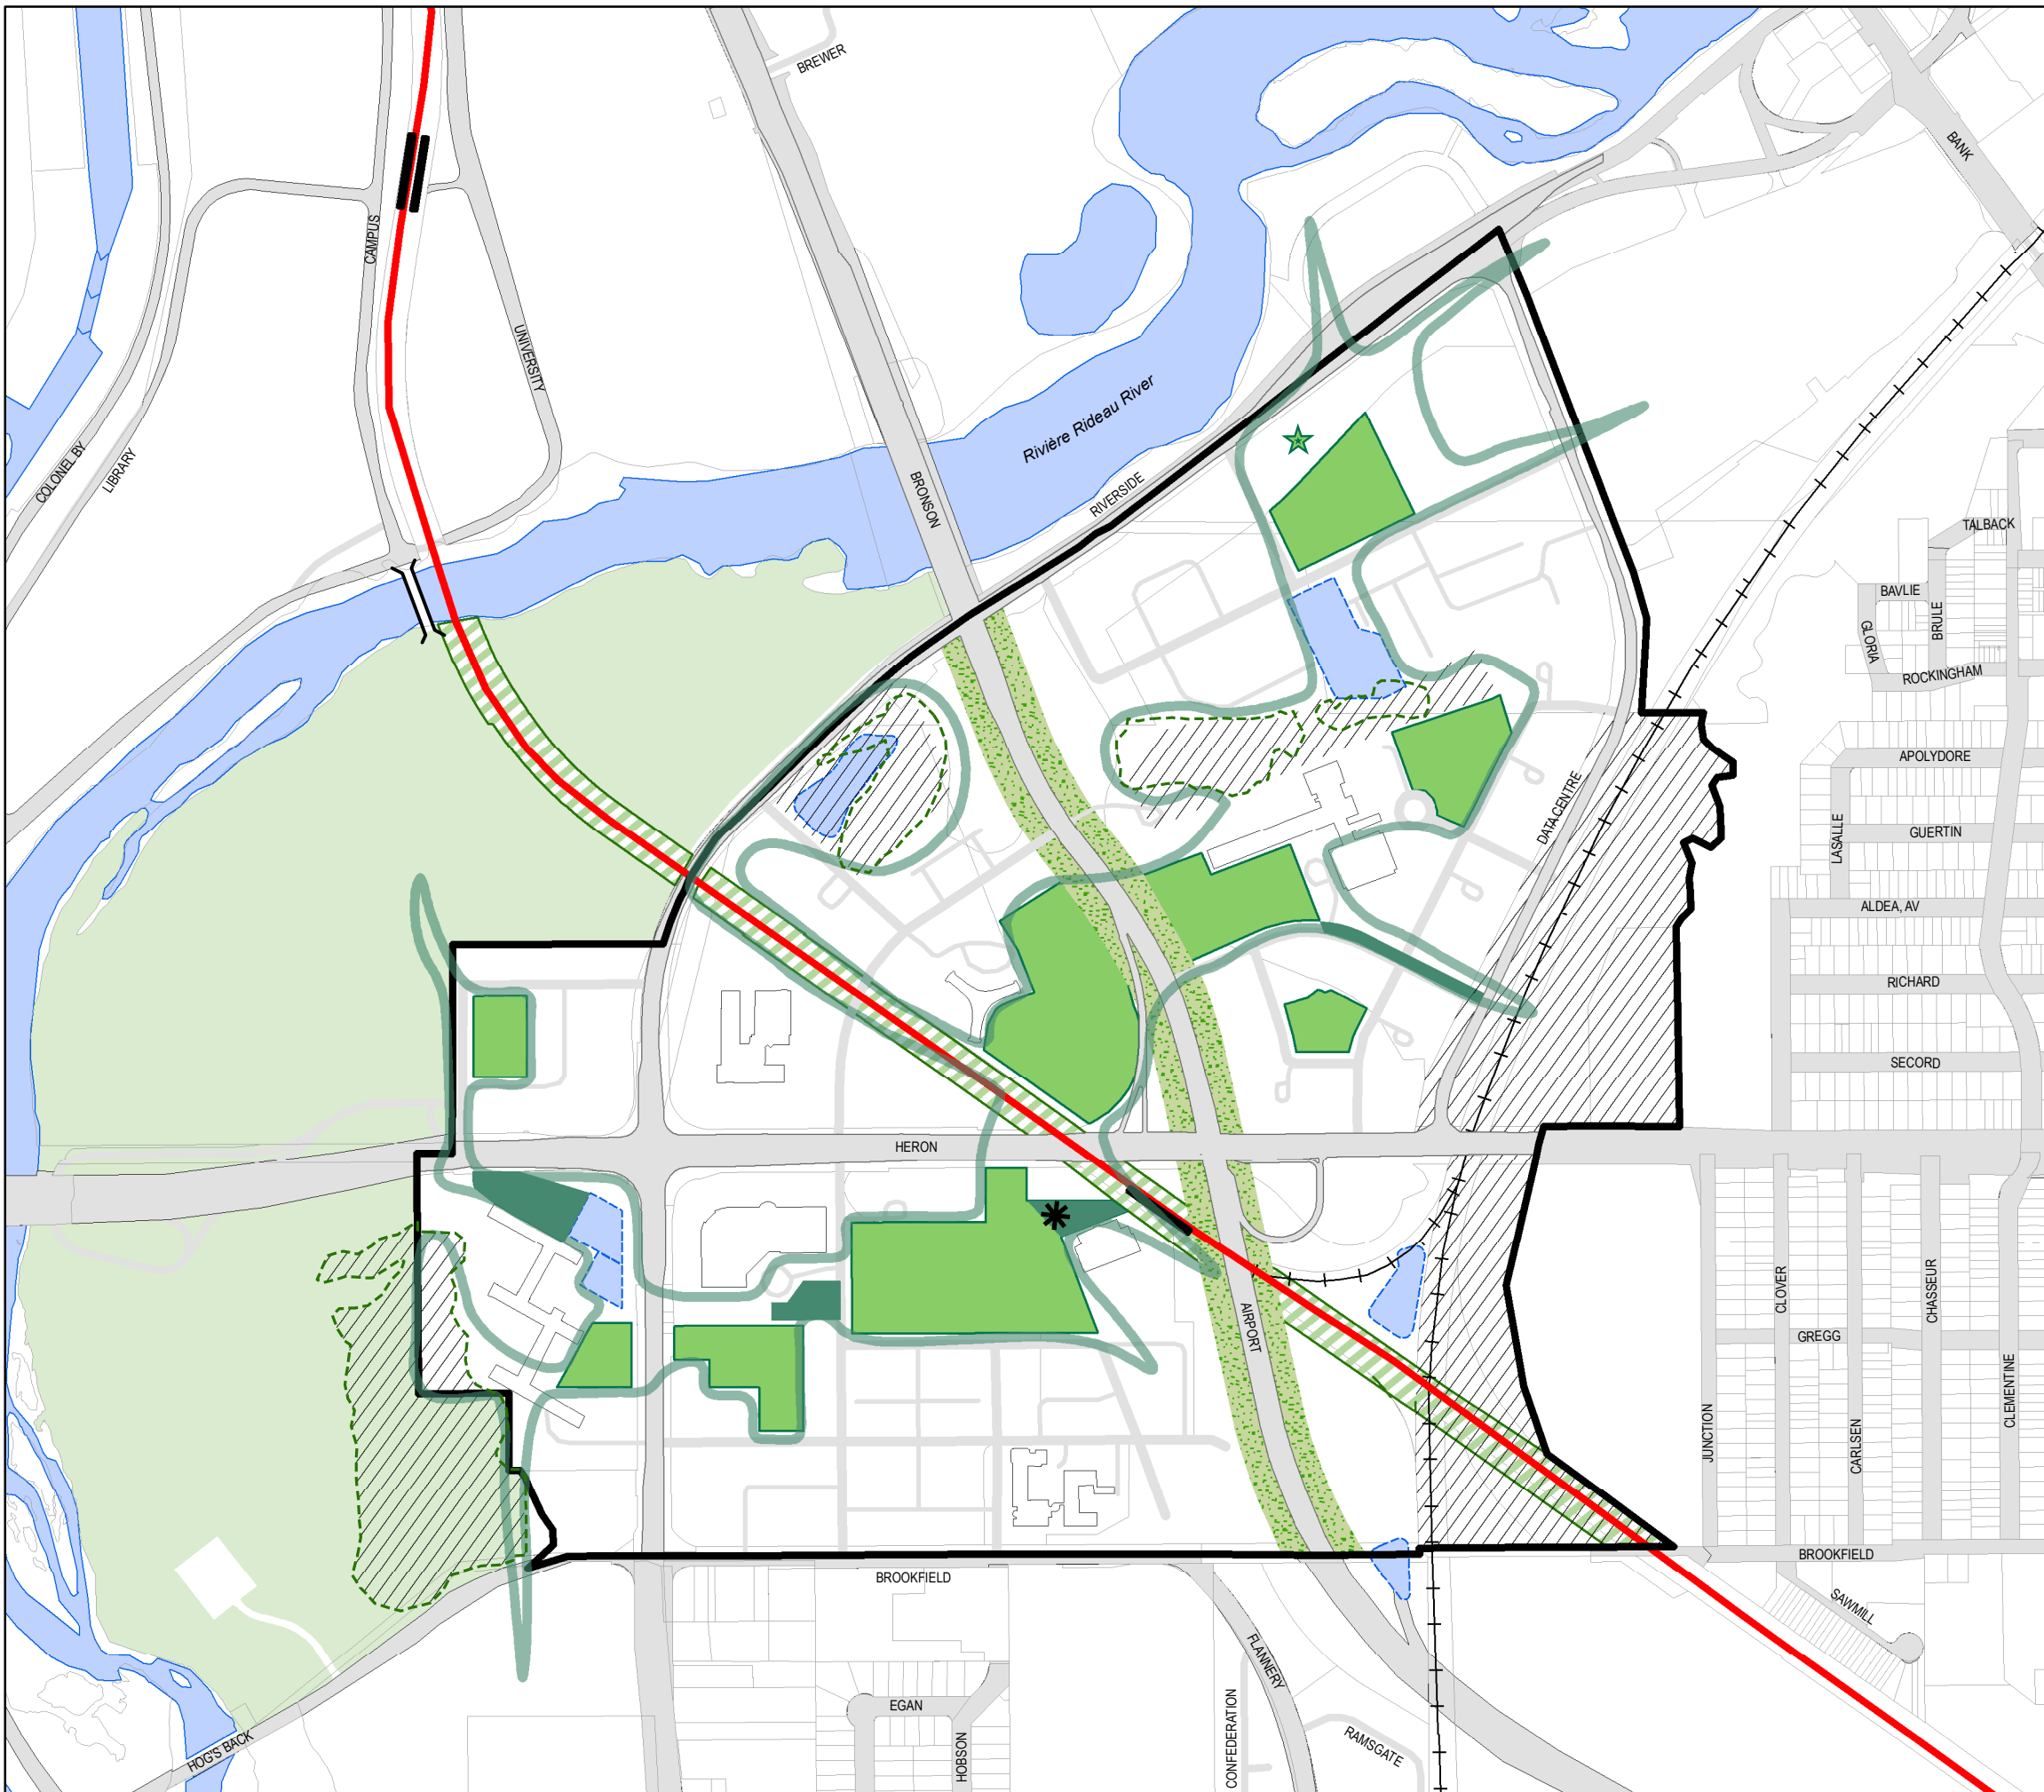 BREWER
BANK
CAMPUS
UNIVERSITY
Rivière Rideau River
COLONEL BY
LIBRARY
BRONSON
RIVERSIDE
TALBACK
BAVLIE
BRULE
GLORIA
ROCKINGHAM
APOLYDORE
DATA CENTRE
LASALLE
GUERTIN
ALDEA, AV
RICHARD
SECORD
HERON
CLOVER
CHASSEUR
AIRPORT
GREGG
CLEMENTINE
JUNCTION
CARLSEN
BROOKFIELD
BROOKFIELD
SAWMILL
FLANNERY
EGAN
CONFEDERATION
HOBSON
RAMSGATE
HOG'S BACK